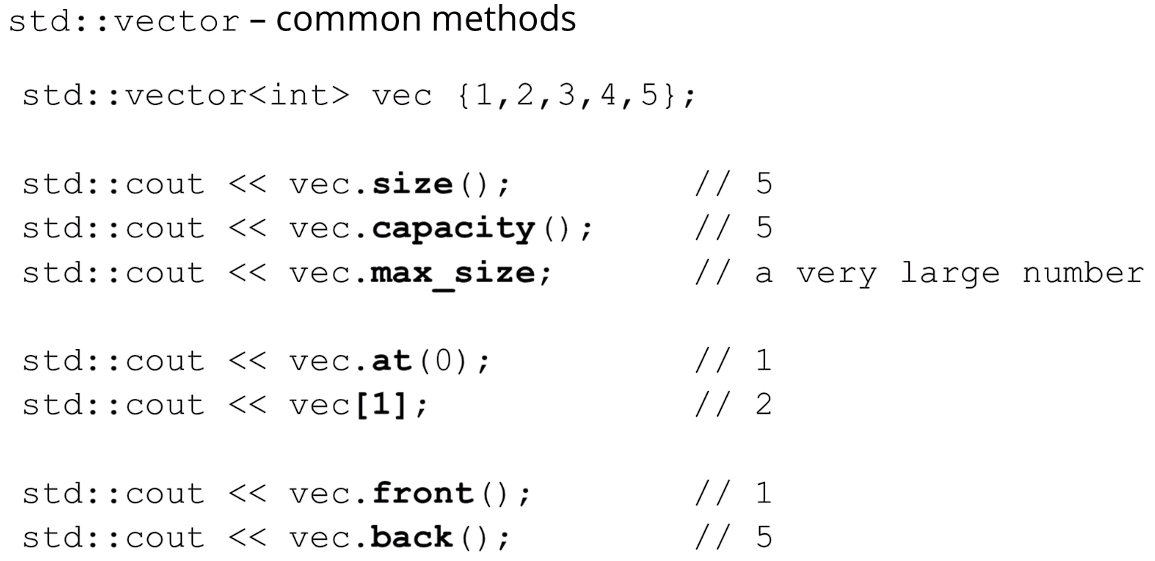 std::vector – common methods
std::vector<int> vec {1,2,3,4,5};
std::cout << vec.size();         // 5
std::cout << vec.capacity();     // 5
std::cout << vec.max_size;       // a very large number
std::cout << vec.at(0);          // 1
std::cout << vec[1];             // 2
std::cout << vec.front();        // 1
std::cout << vec.back();         // 5